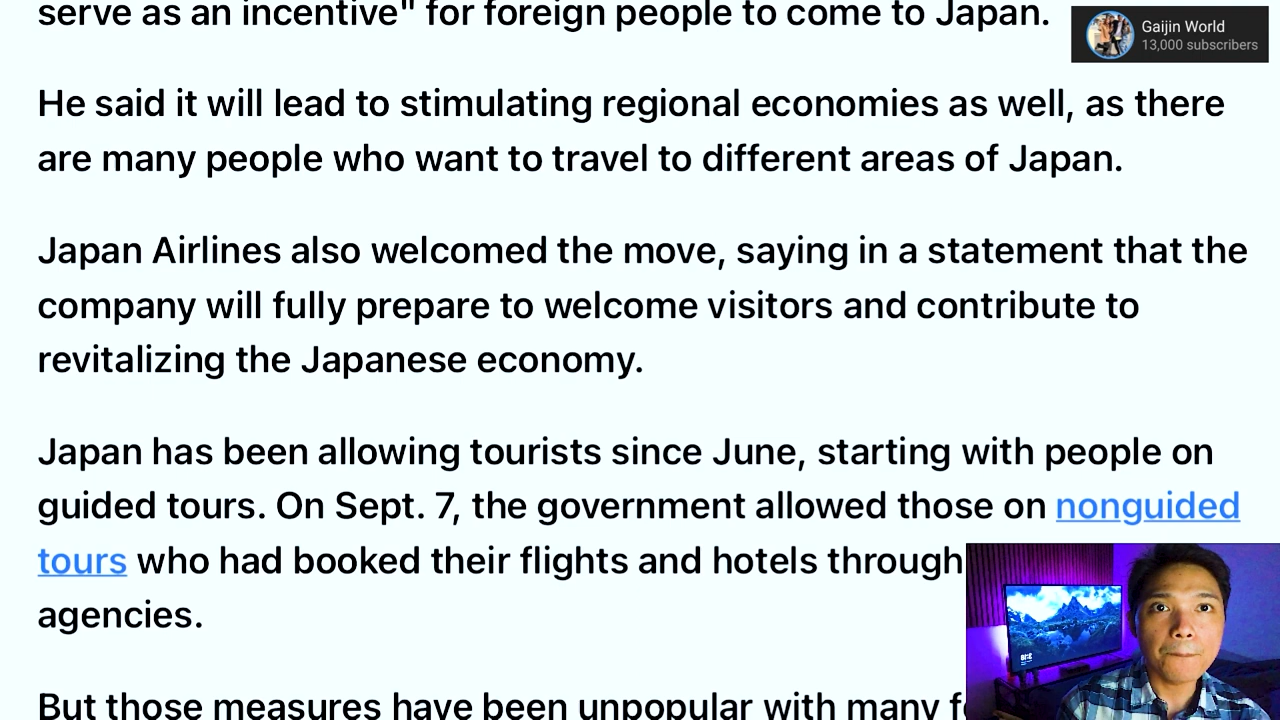 serve as an incentive" for foreign people to come to Japan.
Gaijin World
13,000 subscribers
He said it will lead to stimulating regional economies as well, as there
are many people who want to travel to different areas of Japan.
Japan Airlines also welcomed the move, saying in a statement that the
company will fully prepare to welcome visitors and contribute to
revitalizing the Japanese economy.
Japan has been allowing tourists since June, starting with people on
guided tours. On Sept. 7, the government allowed those on nonguided
tours who had booked their flights and hotels through
agencies.
But those measures have been unpopular with many